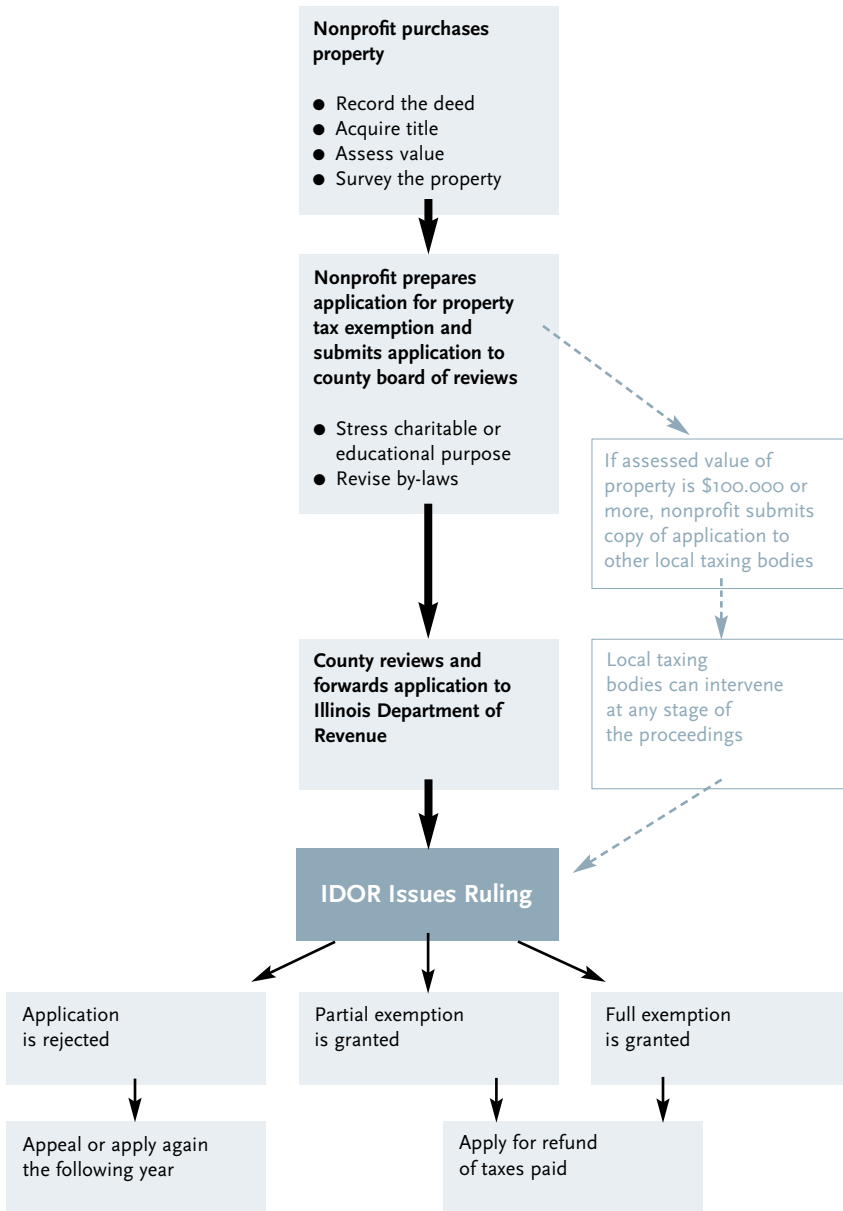 Nonprofit purchases
property
● Record the deed
● Acquire title
● Assess value
● Survey the property
Nonprofit prepares
application for property
tax exemption and
submits application to
county board of reviews
● Stress charitable or
educational purpose
● Revise by-laws
If assessed value of
property is $100.000 or
more, nonprofit submits
copy of application to
other local taxing bodies
County reviews and
forwards application to
Illinois Department of
Revenue
Local taxing
bodies can intervene
at any stage of
the proceedings
IDOR Issues Ruling
Application
is rejected
Partial exemption
is granted
Full exemption
is granted
Appeal or apply again
the following year
Apply for refund
of taxes paid